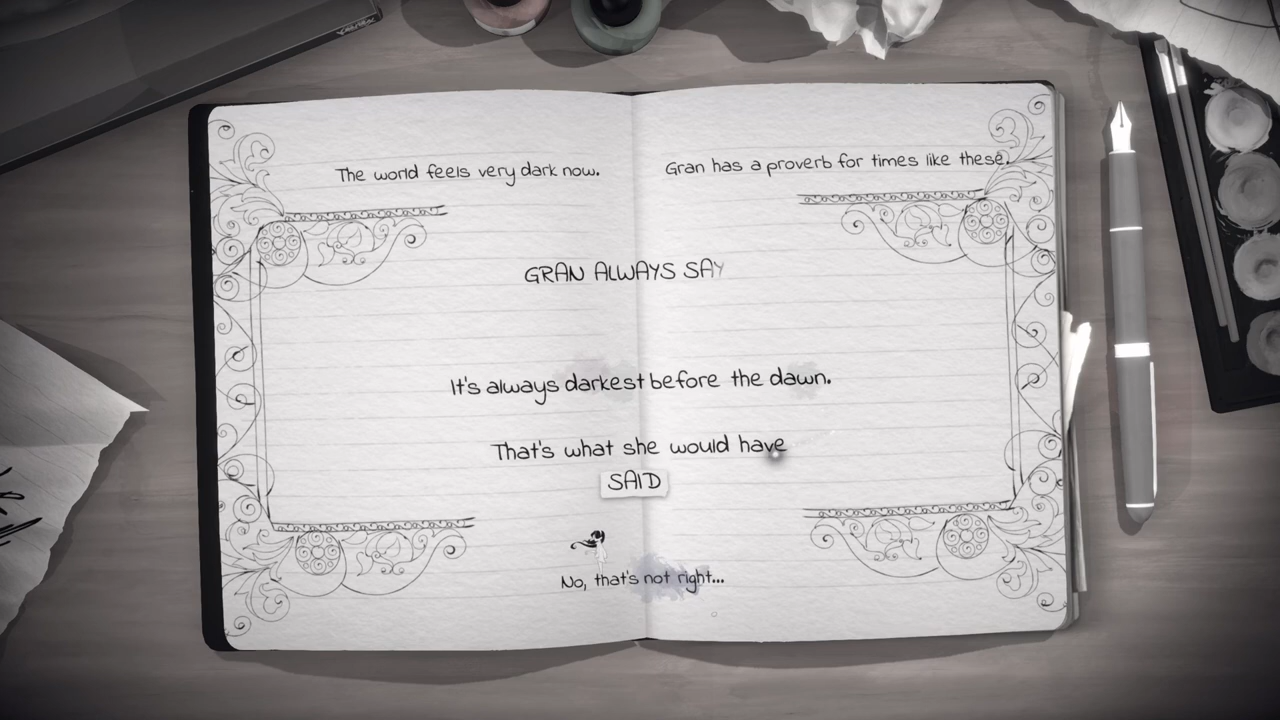 The world feels very dark now.
Gran has a proverb for times like these.
GRAN ALWAYS SAY
It's always darkest before the dawn.
That's what she would have
SAID
No, that's not right...